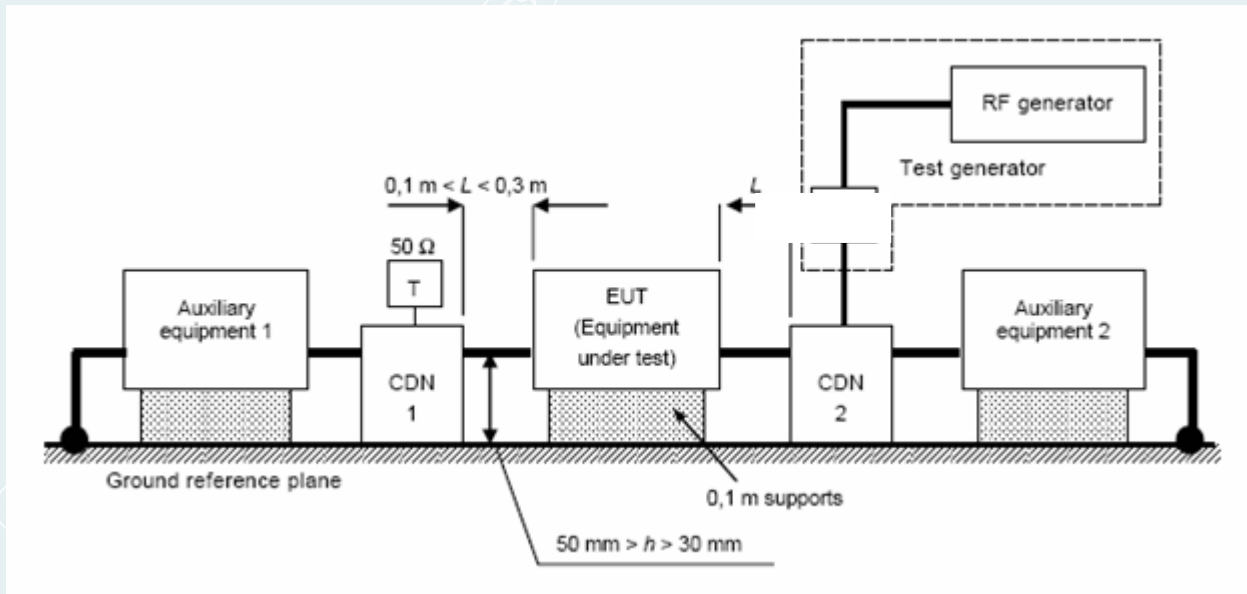 RF generator
Test generator
0,1 m < L < 0,3 m
L
50 Ω
T
Auxiliary
equipment 1
EUT
(Equipment
under test)
Auxiliary
equipment 2
CDN
1
CDN
2
Ground reference plane
0,1 m supports
50 mm > h > 30 mm